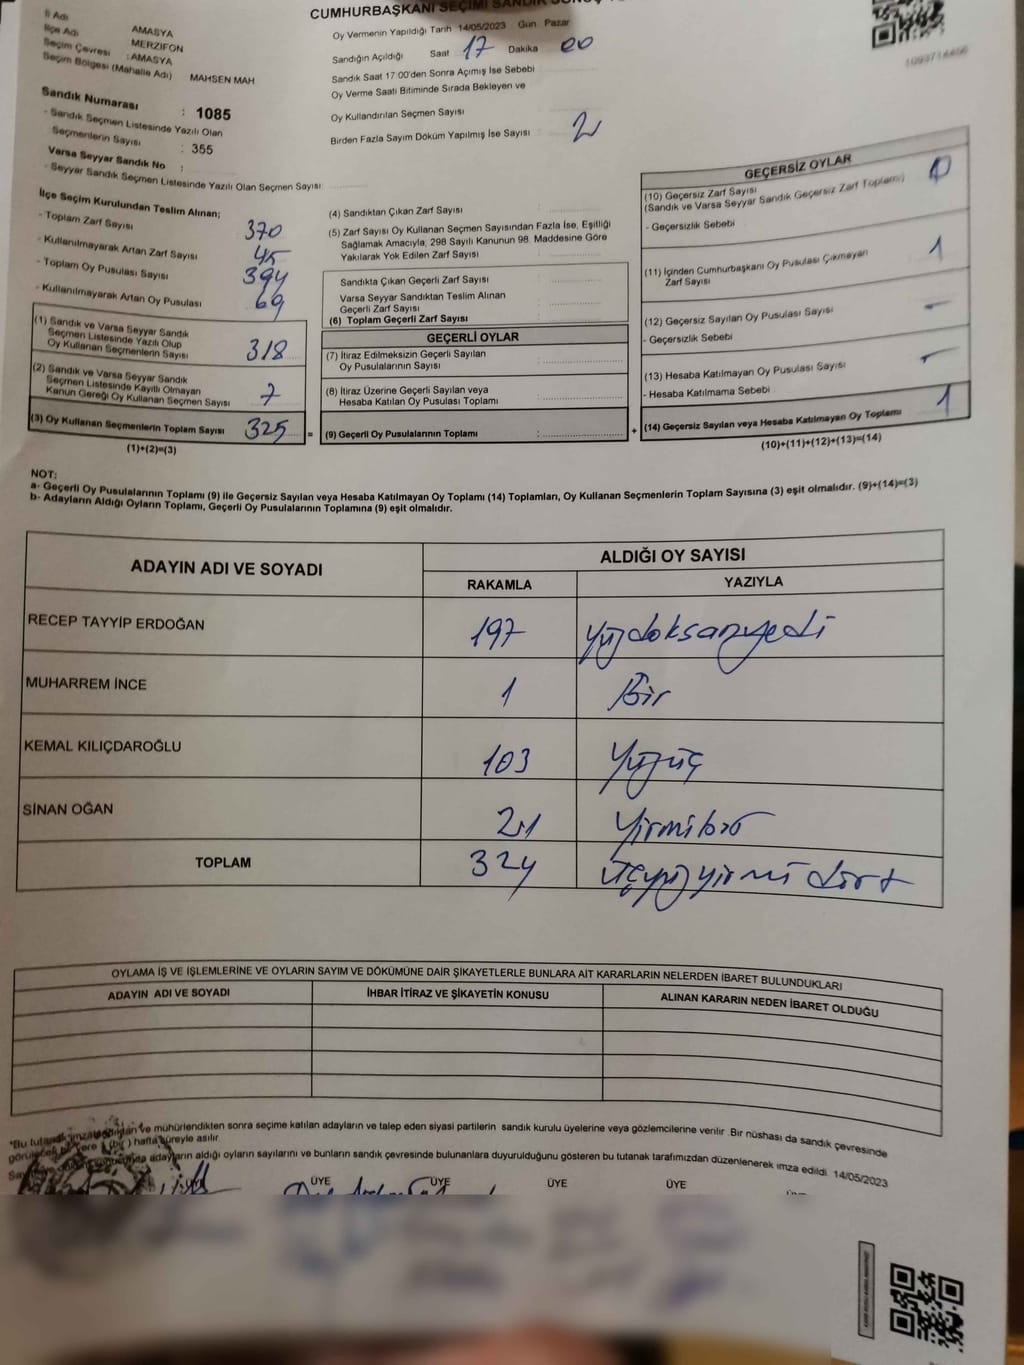 CUMHURBAŞKANI SEÇİMİ SANDIK SONUÇ
İl Adı AMASYA
İlçe Adı MERZİFON
Seçim Çevresi : AMASYA
Seçim Bölgesi (Mahalle Adı) MAHSEN MAH
Sandık Numarası : 1085
- Sandık Seçmen Listesinde Yazılı Olan
Seçmenlerin Sayısı : 355
Varsa Seyyar Sandık No :
- Seyyar Sandık Seçmen Listesinde Yazılı Olan Seçmen Sayısı :
Oy Vermenin Yapıldığı Tarih 14/05/2023 Gün Pazar
Sandığın Açıldığı Saat 17 Dakika 00
Sandık Saat 17:00'den Sonra Açımış İse Sebebi
Oy Verme Saati Bitiminde Sırada Bekleyen ve
Oy Kullandırılan Seçmen Sayısı
Birden Fazla Sayım Döküm Yapılmış İse Sayısı : 2
1093714466
İlçe Seçim Kurulundan Teslim Alınan;
- Toplam Zarf Sayısı 370
- Kullanılmayarak Artan Zarf Sayısı 45
- Toplam Oy Pusulası Sayısı 394
- Kullanılmayarak Artan Oy Pusulası 69
(1) Sandık ve Varsa Seyyar Sandık
Seçmen Listesinde Yazılı Olup
Oy Kullanan Seçmenlerin Sayısı 318
(2) Sandık ve Varsa Seyyar Sandık
Seçmen Listesinde Kayıtlı Olmayan
Kanun Gereği Oy Kullanan Seçmen Sayısı 7
(3) Oy Kullanan Seçmenlerin Toplam Sayısı 325
(1)+(2)=(3)
(4) Sandıktan Çıkan Zarf Sayısı
(5) Zarf Sayısı Oy Kullanan Seçmen Sayısından Fazla İse, Eşitliği
Sağlamak Amacıyla, 298 Sayılı Kanunun 98. Maddesine Göre
Yakılarak Yok Edilen Zarf Sayısı
Sandıkta Çıkan Geçerli Zarf Sayısı
Varsa Seyyar Sandıktan Teslim Alınan
Geçerli Zarf Sayısı
(6) Toplam Geçerli Zarf Sayısı
GEÇERLİ OYLAR
(7) İtiraz Edilmeksizin Geçerli Sayılan
Oy Pusulalarının Sayısı
(8) İtiraz Üzerine Geçerli Sayılan veya
Hesaba Katılan Oy Pusulası Toplamı
= (9) Geçerli Oy Pusulalarının Toplamı :
GEÇERSİZ OYLAR
(10) Geçersiz Zarf Sayısı 0
(Sandık ve Varsa Seyyar Sandık Geçersiz Zarf Toplamı)
- Geçersizlik Sebebi
(11) İçinden Cumhurbaşkanı Oy Pusulası Çıkmayan 1
Zarf Sayısı
(12) Geçersiz Sayılan Oy Pusulası Sayısı -
- Geçersizlik Sebebi
(13) Hesaba Katılmayan Oy Pusulası Sayısı -
- Hesaba Katılmama Sebebi :
+ (14) Geçersiz Sayılan veya Hesaba Katılmayan Oy Toplamı 1
(10)+(11)+(12)+(13)=(14)
NOT:
a- Geçerli Oy Pusulalarının Toplamı (9) ile Geçersiz Sayılan veya Hesaba Katılmayan Oy Toplamı (14) Toplamları, Oy Kullanan Seçmenlerin Toplam Sayısına (3) eşit olmalıdır. (9)+(14)=(3)
b- Adayların Aldığı Oyların Toplamı, Geçerli Oy Pusulalarının Toplamına (9) eşit olmalıdır.
ADAYIN ADI VE SOYADI ALDIĞI OY SAYISI
RAKAMLA YAZIYLA
RECEP TAYYİP ERDOĞAN 197 yüzdoksanyedi
MUHARREM İNCE 1 Bir
KEMAL KILIÇDAROĞLU 103 Yüzüç
SİNAN OĞAN 21 Yirmibir
TOPLAM 324 üçyüzyirmi dört
OYLAMA İŞ VE İŞLEMLERİNE VE OYLARIN SAYIM VE DÖKÜMÜNE DAİR ŞİKAYETLERLE BUNLARA AİT KARARLARIN NELERDEN İBARET BULUNDUKLARI
ADAYIN ADI VE SOYADI İHBAR İTİRAZ VE ŞİKAYETİN KONUSU ALINAN KARARIN NEDEN İBARET OLDUĞU
*Bu tutanak imzalandıktan ve mühürlendikten sonra seçime katılan adayların ve talep eden siyasi partilerin sandık kurulu üyelerine veya gözlemcilerine verilir. Bir nüshası da sandık çevresinde
görülecek bir yere 1 (bir) hafta süreyle asılır.
adayların aldığı oyların sayılarını ve bunların sandık çevresinde bulunanlara duyurulduğunu gösteren bu tutanak tarafımızdan düzenlenerek imza edildi. 14/05/2023
ÜYE ÜYE ÜYE ÜYE